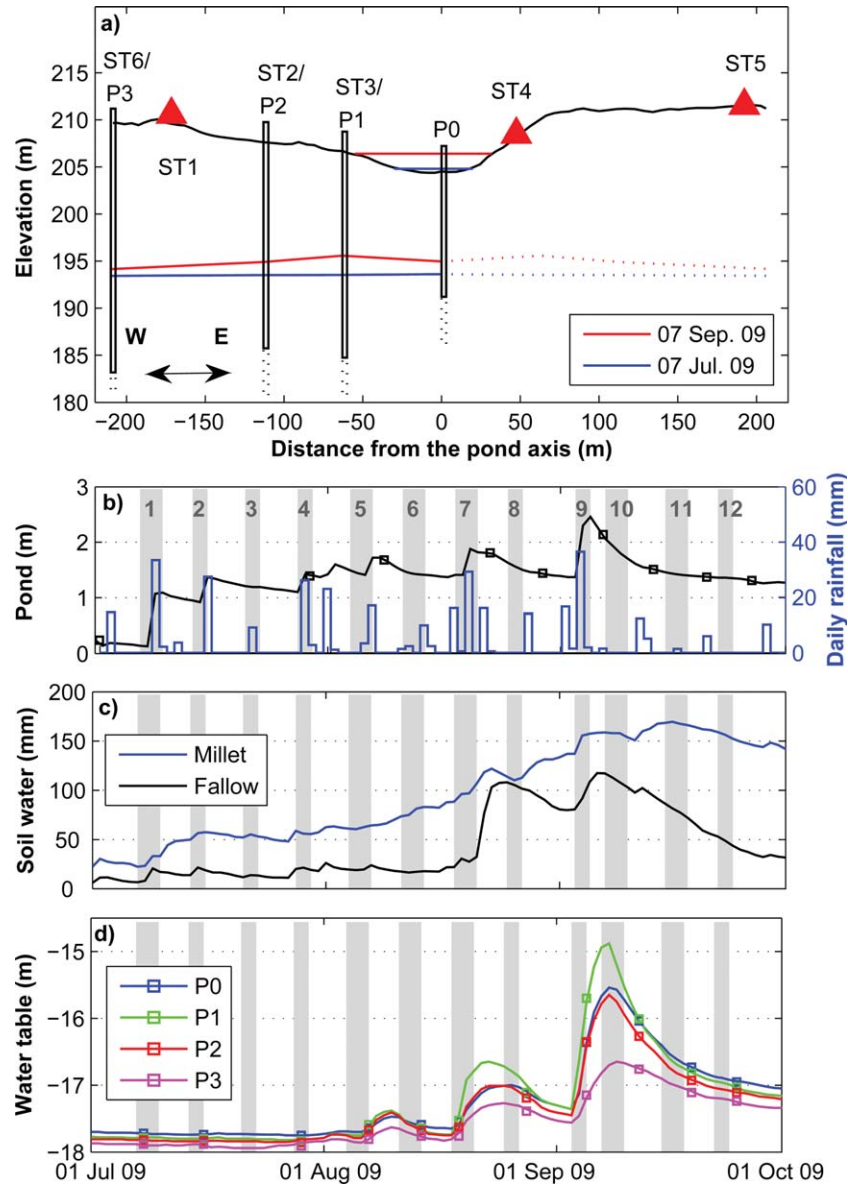 a)
ST6/
P3
ST1
ST2/
P2
ST3/
P1
P0
ST4
ST5
215
210
205
200
195
190
185
180
Elevation (m)
W E
07 Sep. 09
07 Jul. 09
−200 −150 −100 −50 0 50 100 150 200
Distance from the pond axis (m)
b)
1 2 3 4 5 6 7 8 9 10 11 12
3
2
1
0
Pond (m)
60
40
20
0
Daily rainfall (mm)
c)
200
150
100
50
0
Soil water (mm)
Millet
Fallow
d)
−15
−16
−17
−18
Water table (m)
P0
P1
P2
P3
01 Jul 09 01 Aug 09 01 Sep 09 01 Oct 09